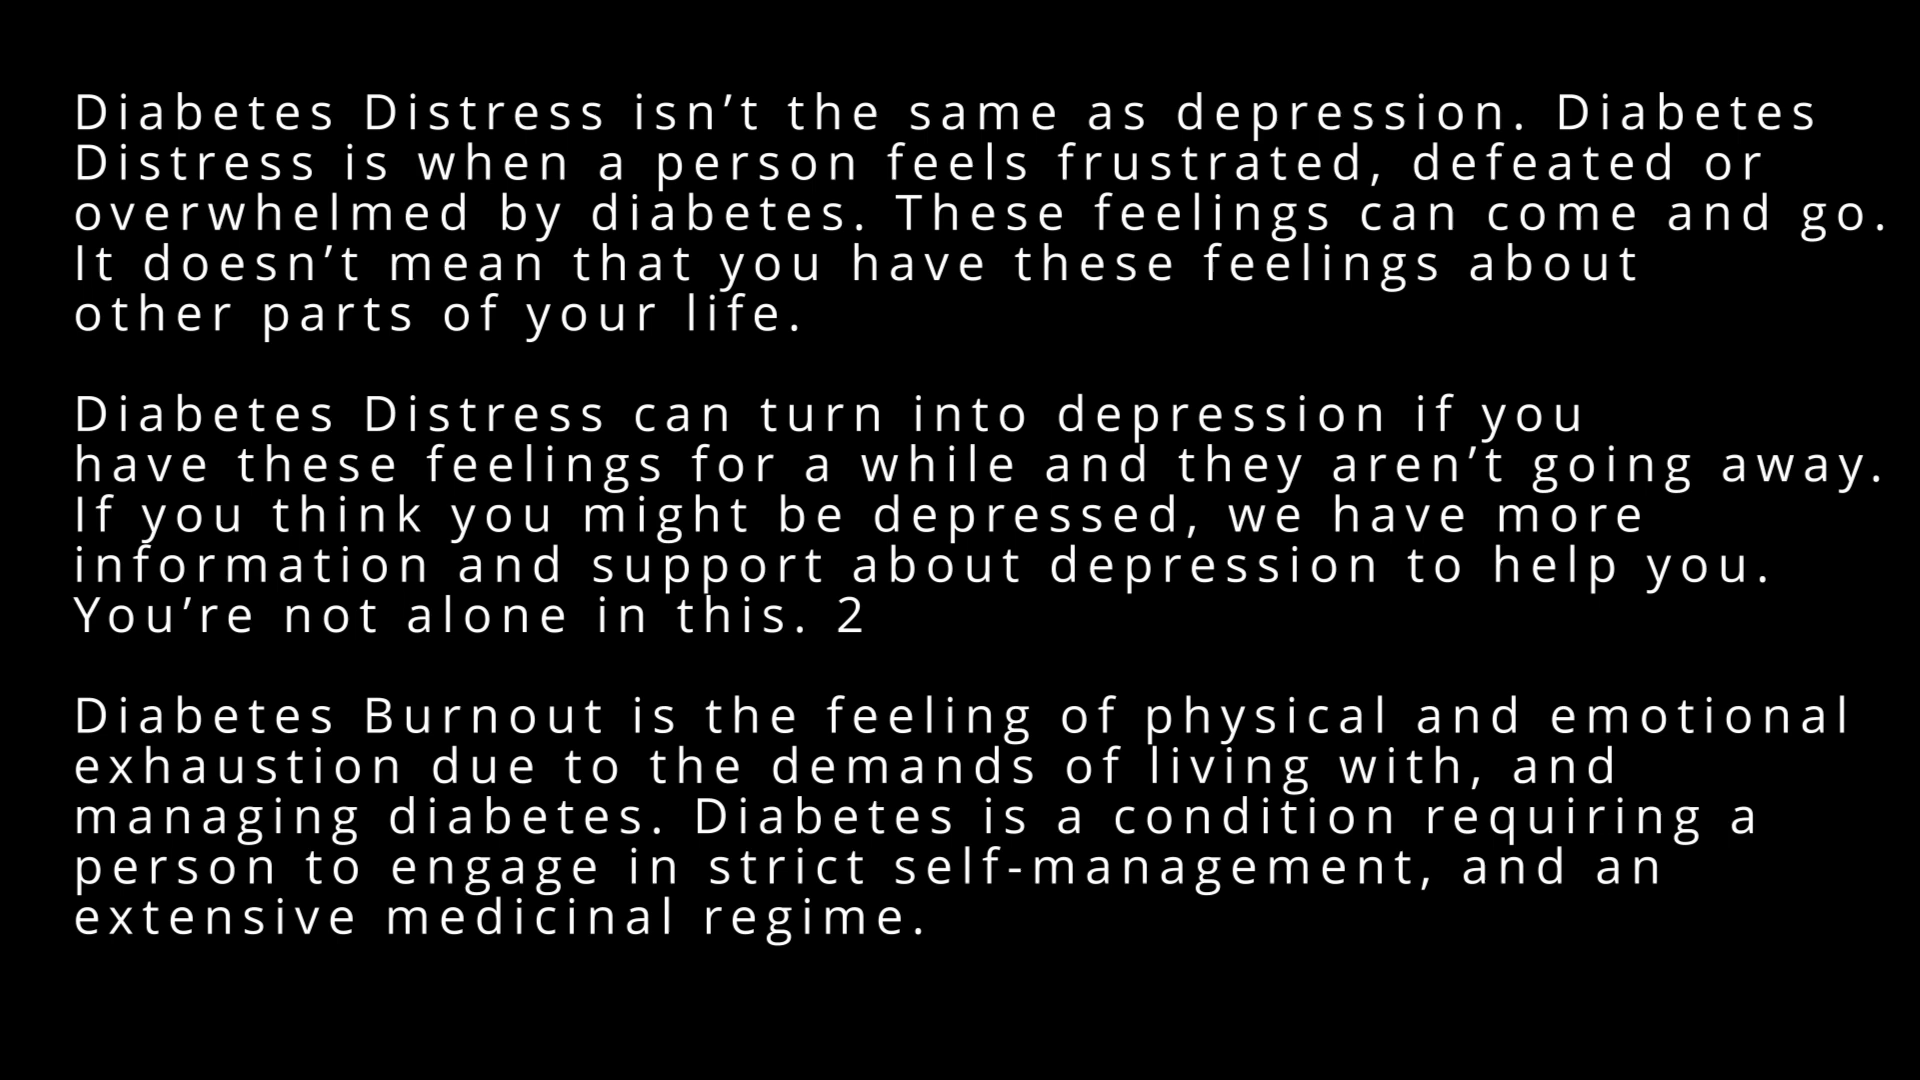 Diabetes Distress isn’t the same as depression. Diabetes
Distress is when a person feels frustrated, defeated or
overwhelmed by diabetes. These feelings can come and go.
It doesn’t mean that you have these feelings about
other parts of your life.
Diabetes Distress can turn into depression if you
have these feelings for a while and they aren’t going away.
If you think you might be depressed, we have more
information and support about depression to help you.
You’re not alone in this. 2
Diabetes Burnout is the feeling of physical and emotional
exhaustion due to the demands of living with, and
managing diabetes. Diabetes is a condition requiring a
person to engage in strict self-management, and an
extensive medicinal regime.